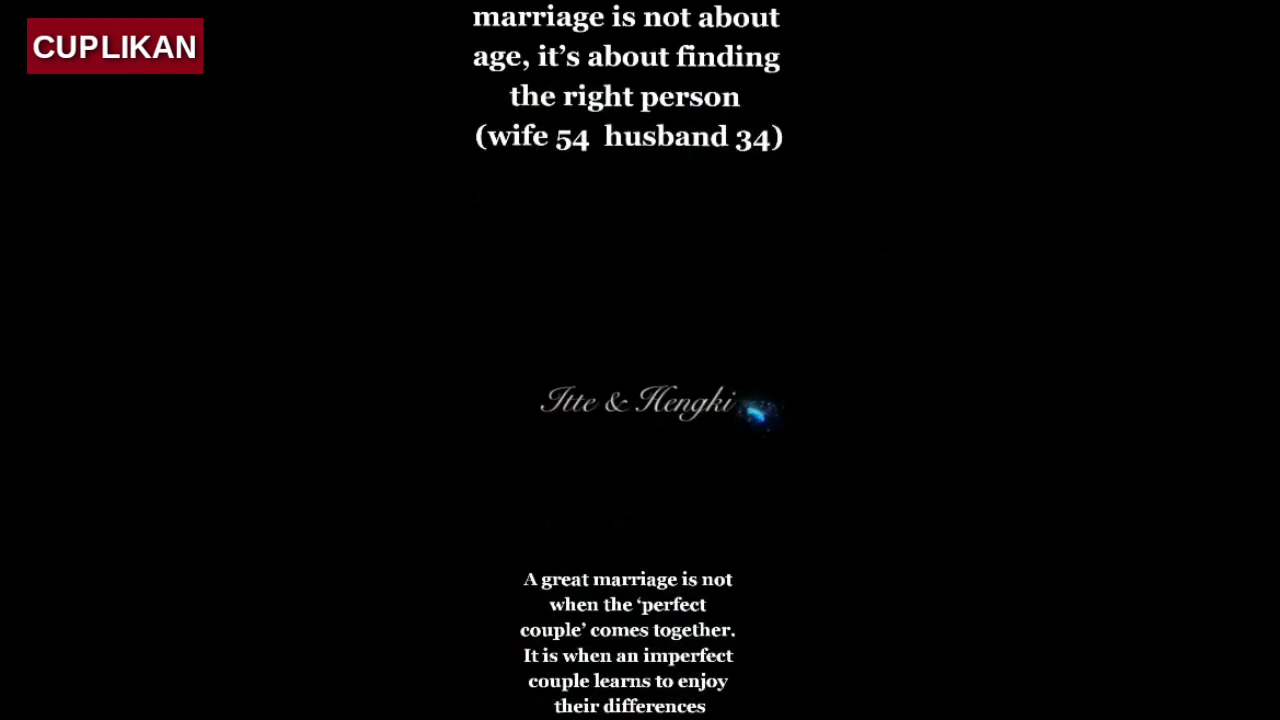 CUPLIKAN
marriage is not about
age, it’s about finding
the right person
(wife 54 husband 34)
Itte & Hengki
A great marriage is not
when the ‘perfect
couple’ comes together.
It is when an imperfect
couple learns to enjoy
their differences